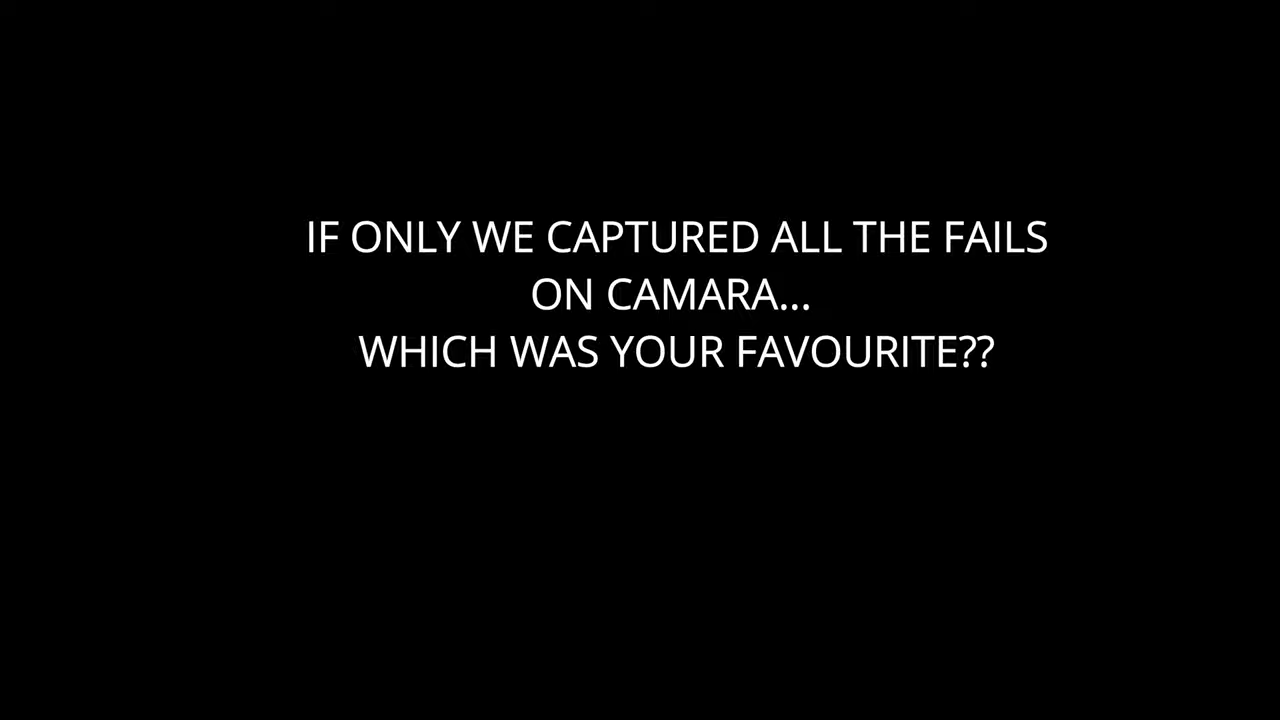 IF ONLY WE CAPTURED ALL THE FAILS
ON CAMARA...
WHICH WAS YOUR FAVOURITE??